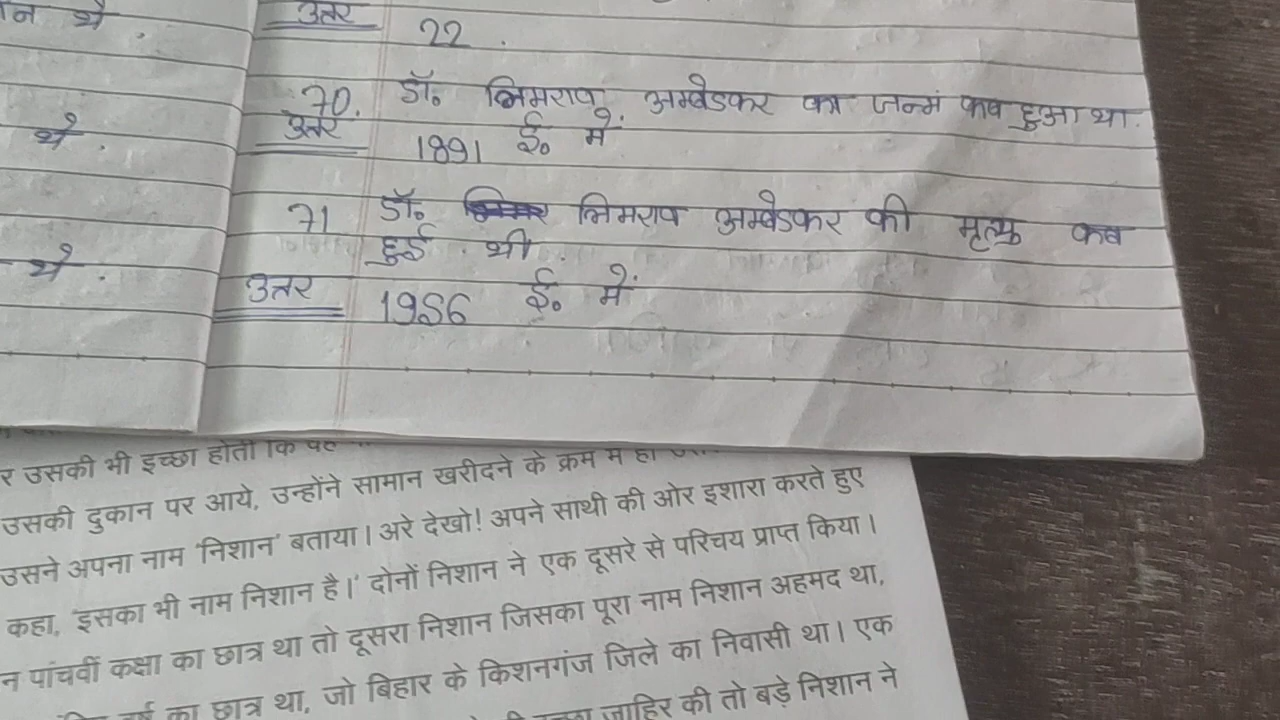 थे.
उत्तर
22.
70. डॉ॰ भिमराव अम्बेडकर का जन्म कब हुआ था.
उत्तर 1891 ई॰ में.
थे.
71 डॉ॰ भिमराव अम्बेडकर की मृत्यु कब
हुई थी.
थे.
उत्तर 1956 ई॰ में
र उसकी भी इच्छा होती कि
उसकी दुकान पर आये, उन्होंने सामान खरीदने के क्रम में
उसने अपना नाम 'निशान' बताया। अरे देखो! अपने साथी की ओर इशारा करते हुए
कहा, 'इसका भी नाम निशान है।' दोनों निशान ने एक दूसरे से परिचय प्राप्त किया।
न पांचवीं कक्षा का छात्र था तो दूसरा निशान जिसका पूरा नाम निशान अहमद था,
का छात्र था, जो बिहार के किशनगंज जिले का निवासी था। एक
जाहिर की तो बड़े निशान ने